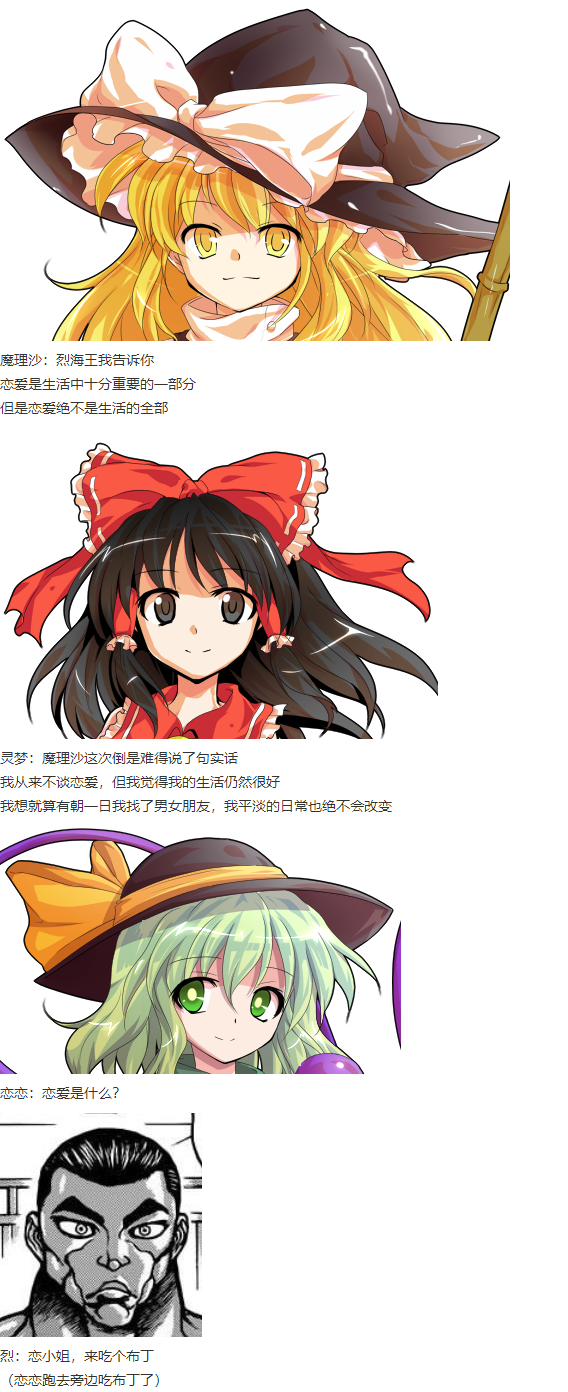 魔理沙：烈海王我告诉你
恋爱是生活中十分重要的一部分
但是恋爱绝不是生活的全部
灵梦：魔理沙这次倒是难得说了句实话
我从来不谈恋爱，但我觉得我的生活仍然很好
我想就算有朝一日我找了男女朋友，我平淡的日常也绝不会改变
恋恋：恋爱是什么？
烈：恋小姐，来吃个布丁
（恋恋跑去旁边吃布丁了）